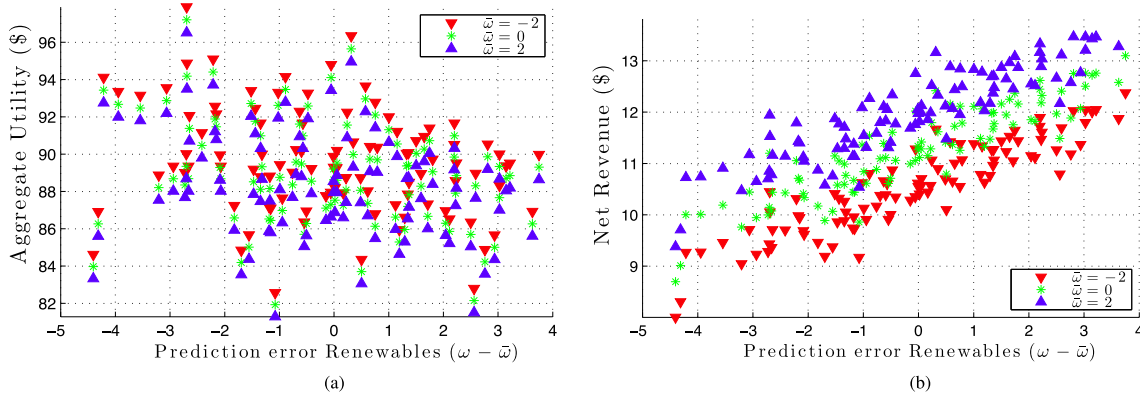 Aggregate Utility ($)
96
94
92
90
88
86
84
82
-5 -4 -3 -2 -1 0 1 2 3 4
Prediction error Renewables (ω − ω̄)
ε̄ = −2
ε̄ = 0
ε̄ = 2
(a)
Net Revenue ($)
13
12
11
10
9
-5 -4 -3 -2 -1 0 1 2 3 4
Prediction error Renewables (ω − ω̄)
ε̄ = −2
ε̄ = 0
ε̄ = 2
(b)